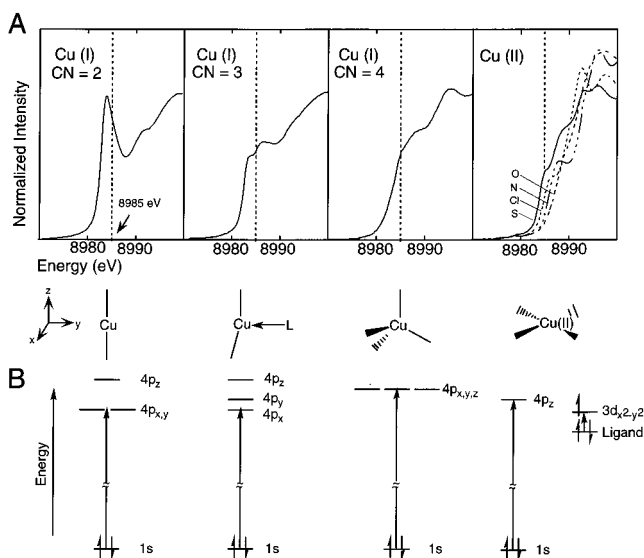 A
Cu (I)
CN = 2
Cu (I)
CN = 3
Cu (I)
CN = 4
Cu (II)
Normalized Intensity
8985 eV
O
N
Cl
S
8980 8990 8980 8990 8980 8990 8980 8990
Energy (eV)
z
y
x
Cu
Cu
L
Cu
Cu(II)
B
Energy
4pz
4px,y
4pz
4py
4px
4px,y,z
4pz
3dx2-y2
Ligand
1s
1s
1s
1s